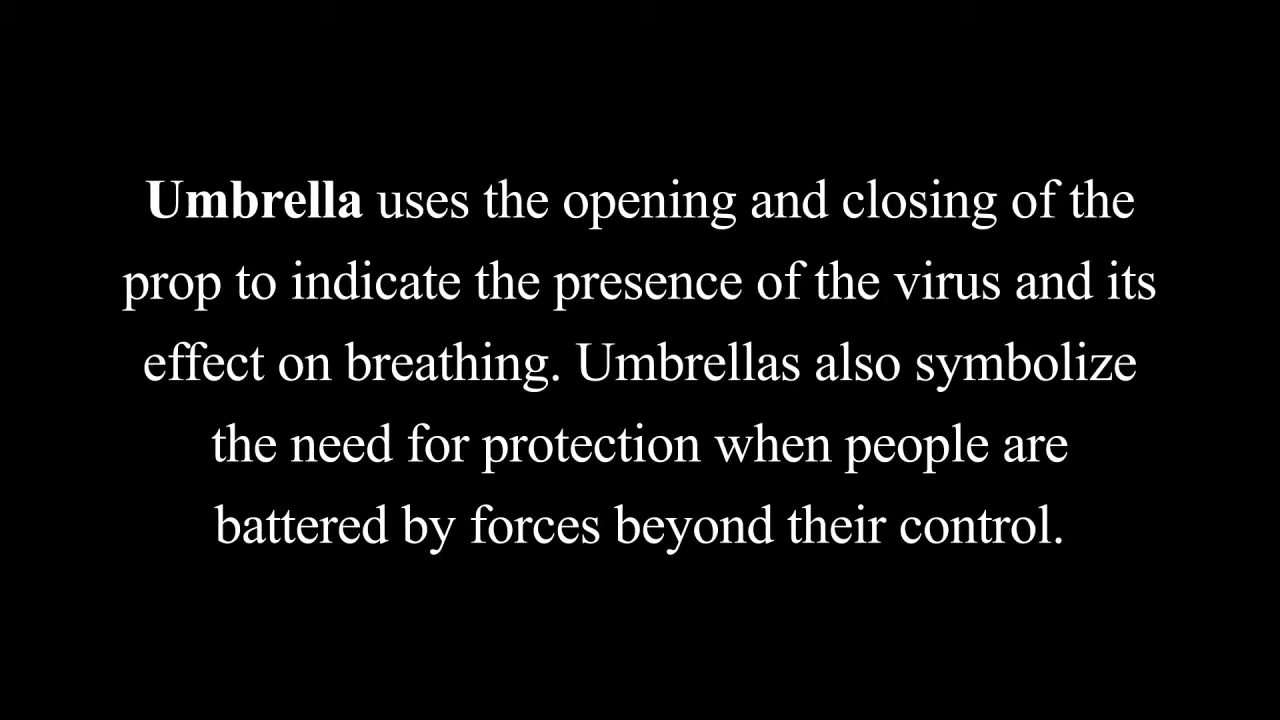 Umbrella uses the opening and closing of the
prop to indicate the presence of the virus and its
effect on breathing. Umbrellas also symbolize
the need for protection when people are
battered by forces beyond their control.